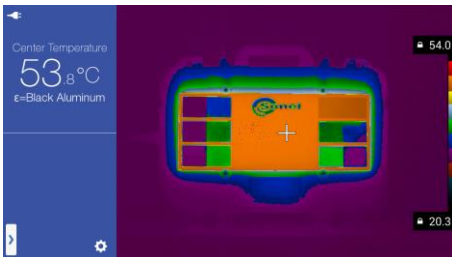 Center Temperature
53.8°C
ε=Black Aluminum
Sonel
54.0
20.3